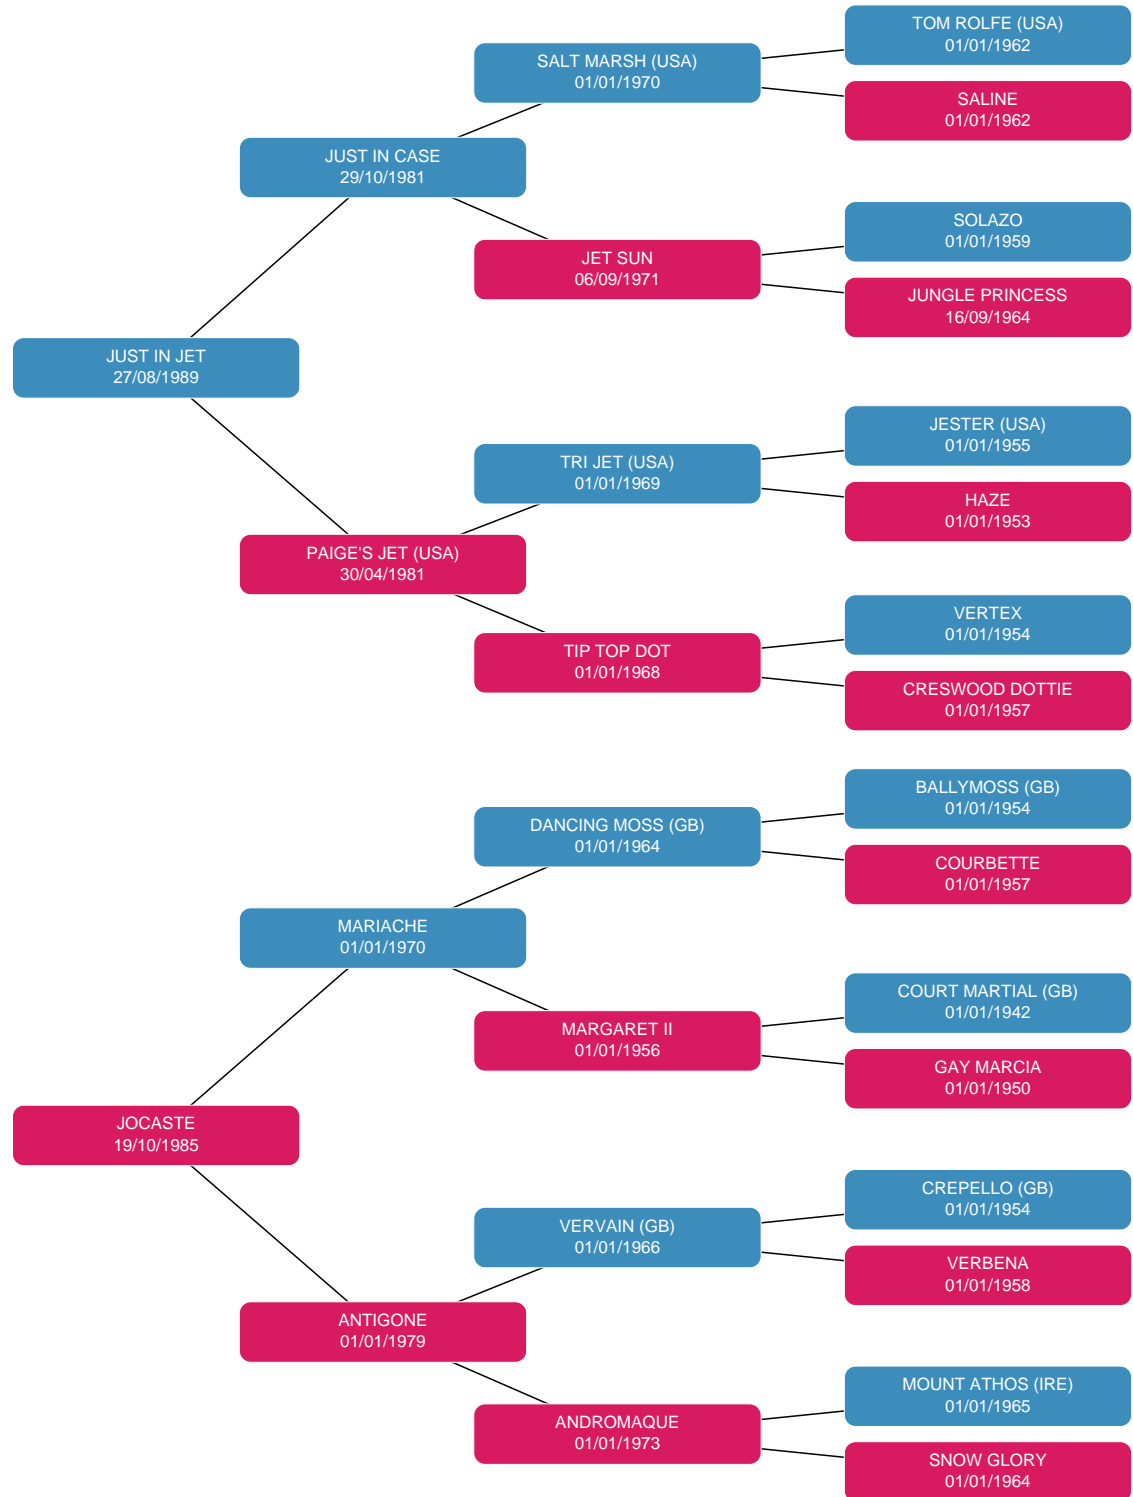 TOM ROLFE (USA)
01/01/1962
SALT MARSH (USA)
01/01/1970
SALINE
01/01/1962
JUST IN CASE
29/10/1981
SOLAZO
01/01/1959
JET SUN
06/09/1971
JUNGLE PRINCESS
16/09/1964
JUST IN JET
27/08/1989
JESTER (USA)
01/01/1955
TRI JET (USA)
01/01/1969
HAZE
01/01/1953
PAIGE'S JET (USA)
30/04/1981
VERTEX
01/01/1954
TIP TOP DOT
01/01/1968
CRESWOOD DOTTIE
01/01/1957
BALLYMOSS (GB)
01/01/1954
DANCING MOSS (GB)
01/01/1964
COURBETTE
01/01/1957
MARIACHE
01/01/1970
COURT MARTIAL (GB)
01/01/1942
MARGARET II
01/01/1956
GAY MARCIA
01/01/1950
JOCASTE
19/10/1985
CREPELLO (GB)
01/01/1954
VERVAIN (GB)
01/01/1966
VERBENA
01/01/1958
ANTIGONE
01/01/1979
MOUNT ATHOS (IRE)
01/01/1965
ANDROMAQUE
01/01/1973
SNOW GLORY
01/01/1964